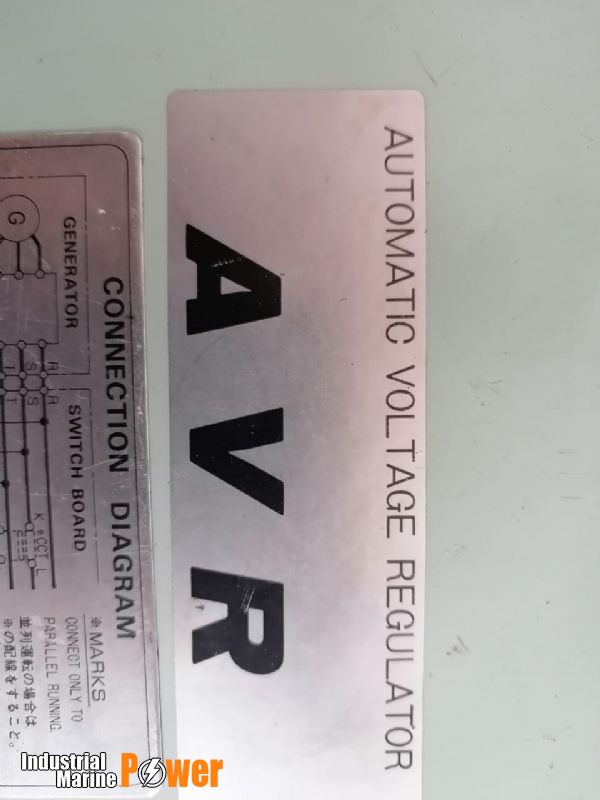 AUTOMATIC VOLTAGE REGULATOR
AVR
CONNECTION DIAGRAM
GENERATOR
SWITCH BOARD
G
R R
S S
T T
K ※CCT L
※MARKS
CONNECT ONLY TO
PARALLEL RUNNING.
並列運転の場合は
※の配線をすること。
Industrial
Marine Power